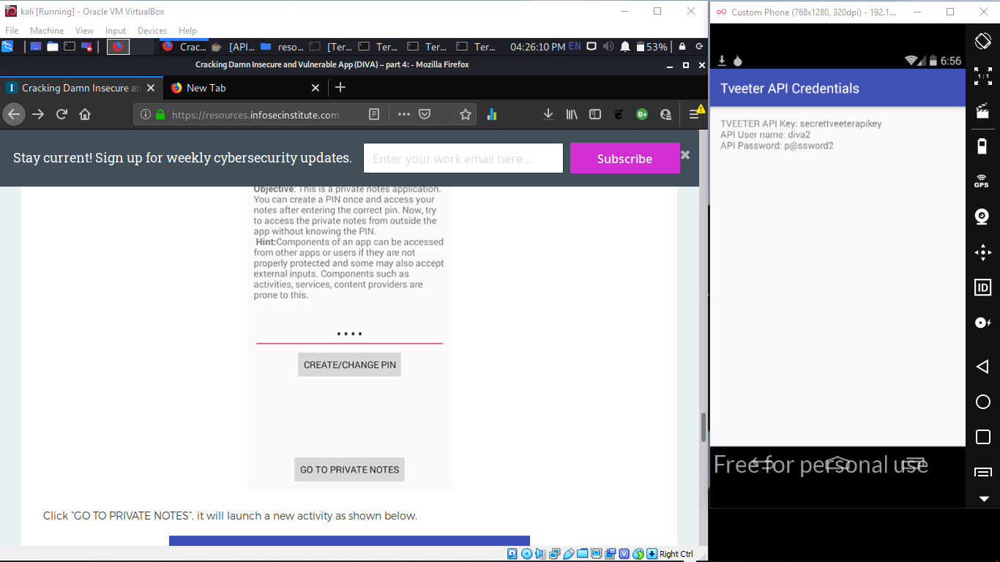 kali [Running] - Oracle VM VirtualBox
File Machine View Input Devices Help
Crac... [API... reso... [Ter... Ter... Ter... Ter... 04:26:10 PM EN 53%
Cracking Damn Insecure and Vulnerable App (DIVA) – part 4: - Mozilla Firefox
Cracking Damn Insecure an
New Tab
https://resources.infosecinstitute.com
Stay current! Sign up for weekly cybersecurity updates.
Enter your work email here...
Subscribe
Objective: This is a private notes application.
You can create a PIN once and access your
notes after entering the correct pin. Now, try
to access the private notes from outside the
app without knowing the PIN.
Hint:Components of an app can be accessed
from other apps or users if they are not
properly protected and some may also accept
external inputs. Components such as
activities, services, content providers are
prone to this.
CREATE/CHANGE PIN
GO TO PRIVATE NOTES
Click “GO TO PRIVATE NOTES”, it will launch a new activity as shown below.
Right Ctrl
Custom Phone (768x1280, 320dpi) - 192.1...
6:56
Tveeter API Credentials
TVEETER API Key: secrettveeterapikey
API User name: diva2
API Password: p@ssword2
Free for personal use
1:1
GPS
ID